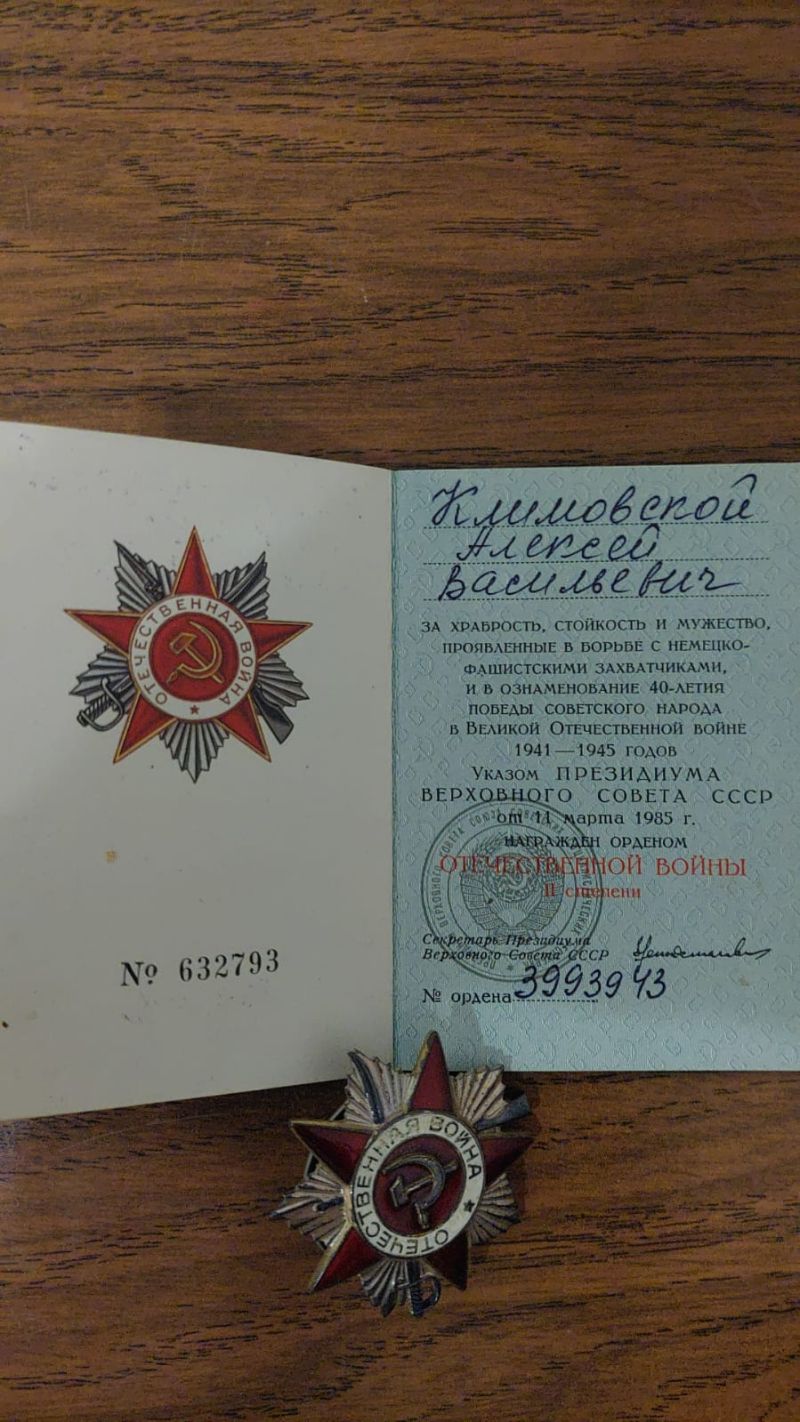 ОТЕЧЕСТВЕННАЯ ВОЙНА
№ 632793
Климовской
Алексей
Васильевич
ЗА ХРАБРОСТЬ, СТОЙКОСТЬ И МУЖЕСТВО,
ПРОЯВЛЕННЫЕ В БОРЬБЕ С НЕМЕЦКО-
ФАШИСТСКИМИ ЗАХВАТЧИКАМИ,
И В ОЗНАМЕНОВАНИЕ 40-ЛЕТИЯ
ПОБЕДЫ СОВЕТСКОГО НАРОДА
В ВЕЛИКОЙ ОТЕЧЕСТВЕННОЙ ВОЙНЕ
1941—1945 ГОДОВ
УКАЗОМ ПРЕЗИДИУМА
ВЕРХОВНОГО СОВЕТА СССР
от 11 марта 1985 г.
НАГРАЖДЕН ОРДЕНОМ
ОТЕЧЕСТВЕННОЙ ВОЙНЫ
II степени
Секретарь Президиума
Верховного Совета СССР
№ ордена 3993943
ОТЕЧЕСТВЕННАЯ ВОЙНА